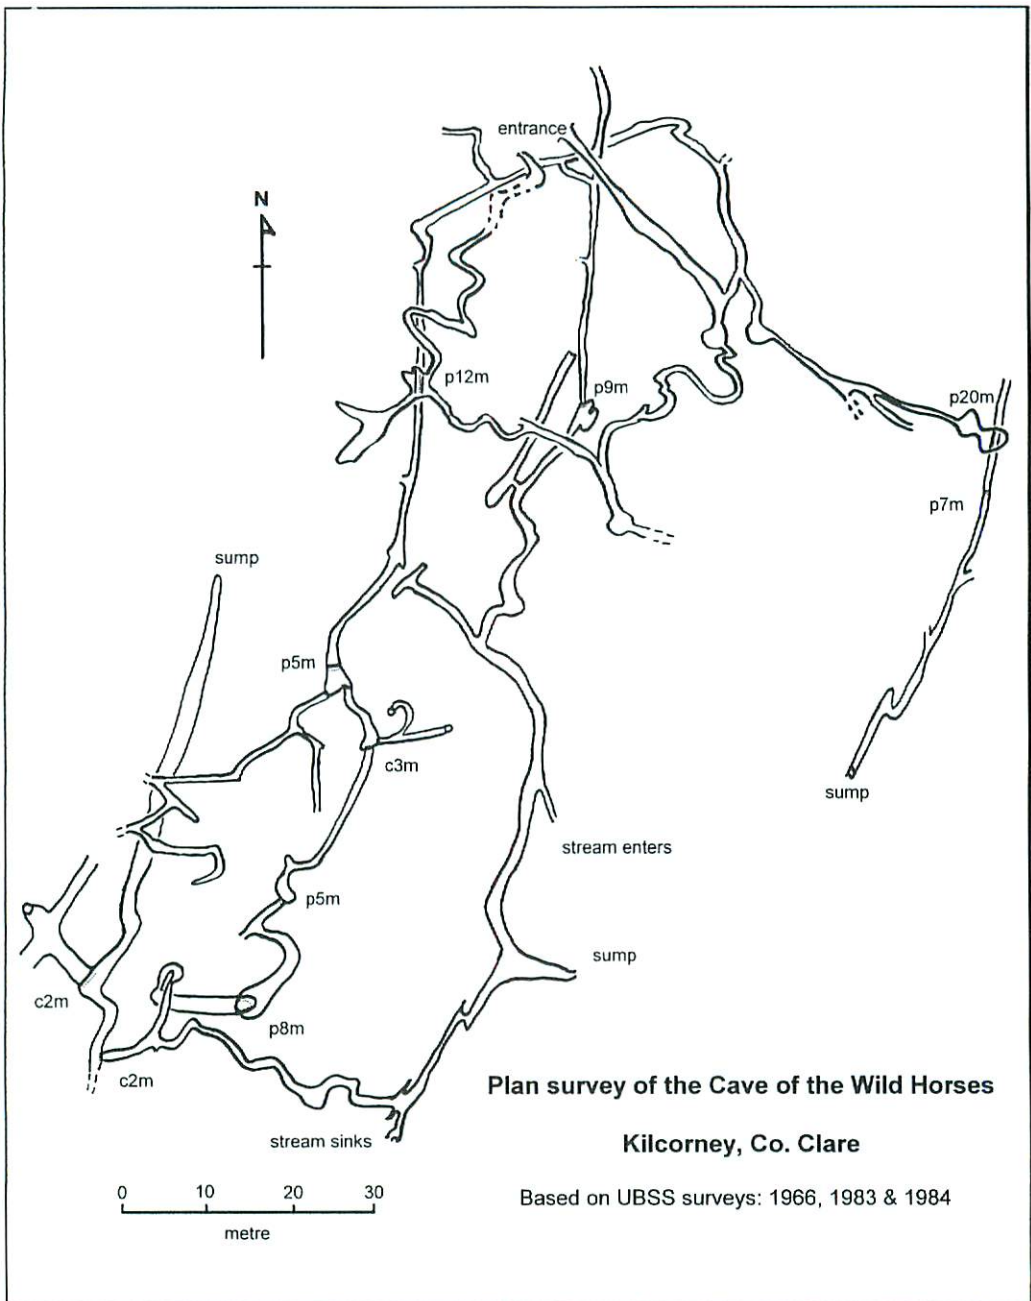 entrance
N
p12m
p9m
p20m
p7m
sump
p5m
c3m
sump
stream enters
p5m
sump
c2m
p8m
c2m
Plan survey of the Cave of the Wild Horses
Kilcorney, Co. Clare
stream sinks
Based on UBSS surveys: 1966, 1983 & 1984
0 10 20 30
metre